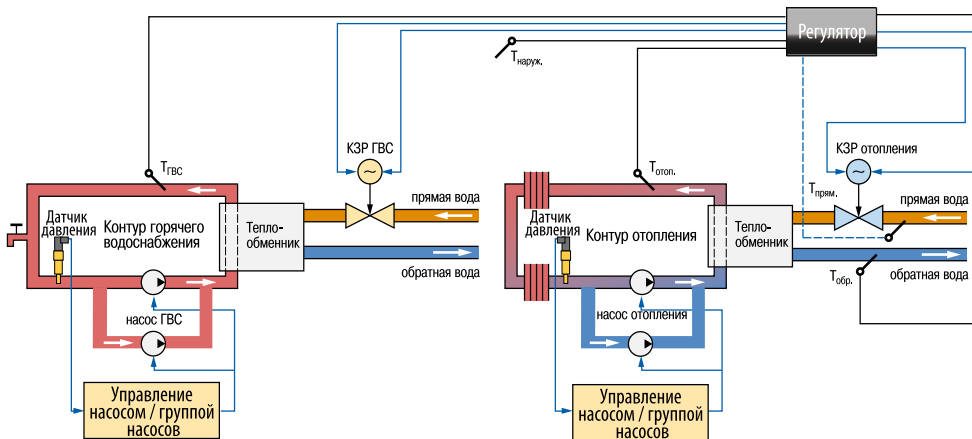 Регулятор
Tнаруж.
КЗР ГВС
КЗР отопления
TГВС
Tотоп.
Tпрям.
прямая вода
прямая вода
Датчик
давления
Контур горячего
водоснабжения
Тепло-
обменник
Датчик
давления
Контур отопления
Тепло-
обменник
обратная вода
Tобр.
обратная вода
насос ГВС
насос отопления
Управление
насосом / группой
насосов
Управление
насосом / группой
насосов